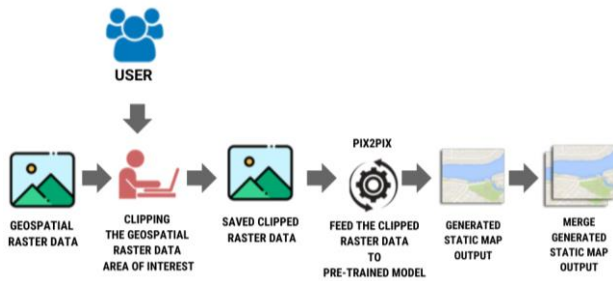 USER
PIX2PIX
GEOSPATIAL
RASTER DATA
CLIPPING
THE GEOSPATIAL
RASTER DATA
AREA OF INTEREST
SAVED CLIPPED
RASTER DATA
FEED THE CLIPPED
RASTER DATA
TO
PRE-TRAINED MODEL
GENERATED
STATIC MAP
OUTPUT
MERGE
GENERATED
STATIC MAP
OUTPUT